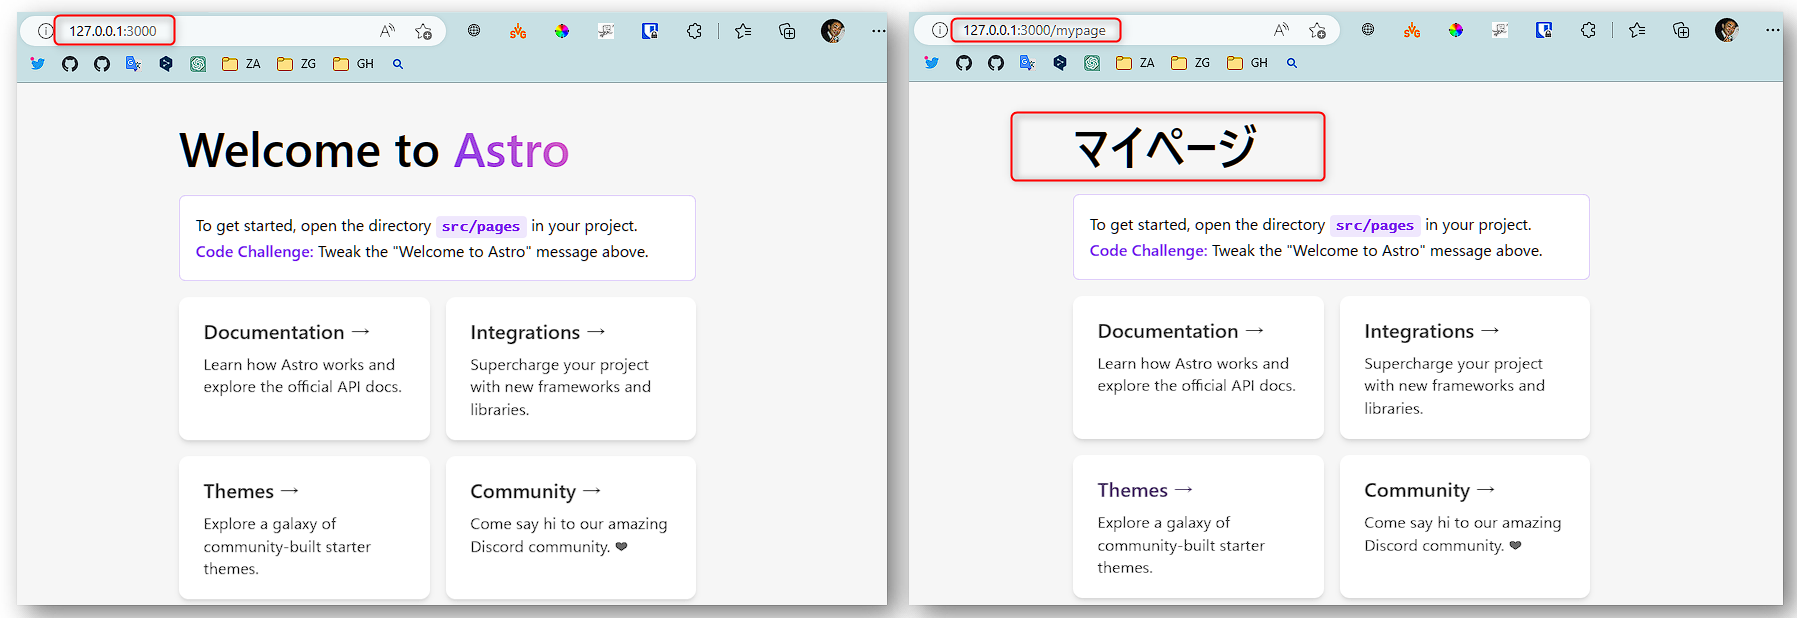 127.0.0.1:3000
ZA ZG GH
Welcome to Astro
To get started, open the directory src/pages in your project.
Code Challenge: Tweak the "Welcome to Astro" message above.
Documentation →
Learn how Astro works and
explore the official API docs.
Integrations →
Supercharge your project
with new frameworks and
libraries.
Themes →
Explore a galaxy of
community-built starter
themes.
Community →
Come say hi to our amazing
Discord community. ❤
127.0.0.1:3000/mypage
ZA ZG GH
マイページ
To get started, open the directory src/pages in your project.
Code Challenge: Tweak the "Welcome to Astro" message above.
Documentation →
Learn how Astro works and
explore the official API docs.
Integrations →
Supercharge your project
with new frameworks and
libraries.
Themes →
Explore a galaxy of
community-built starter
themes.
Community →
Come say hi to our amazing
Discord community. ❤